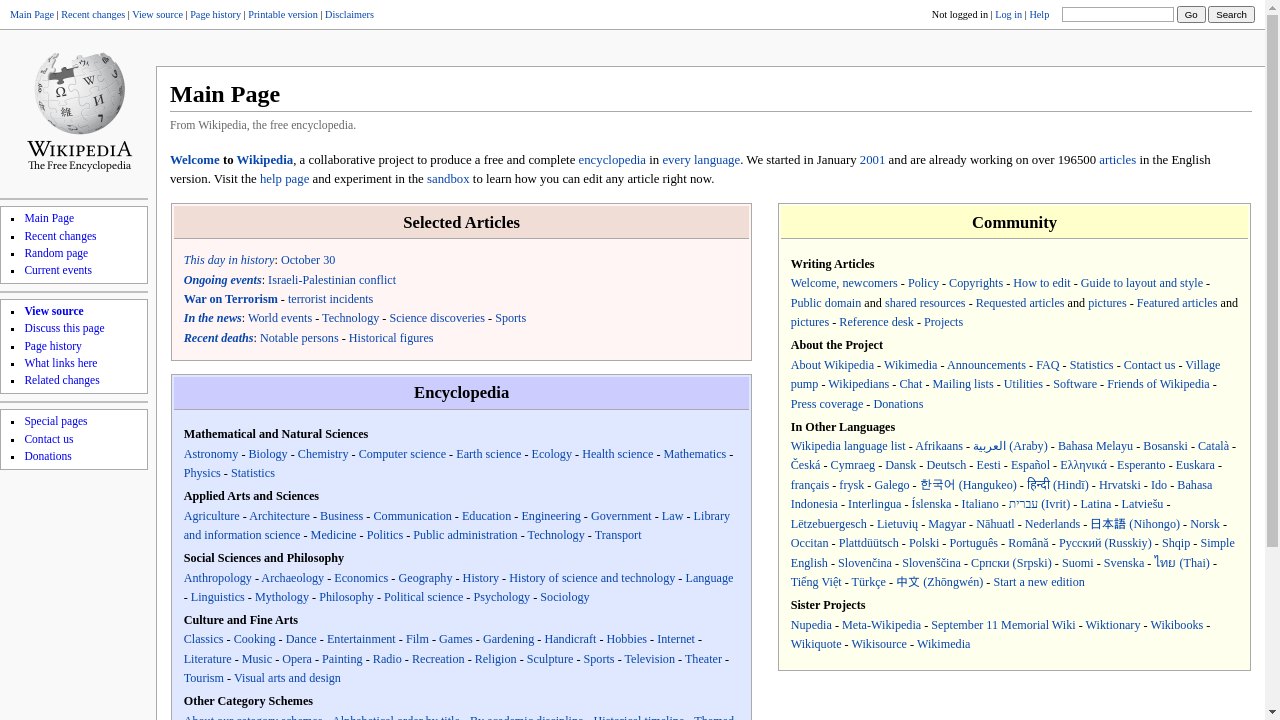 Main Page | Recent changes | View source | Page history | Printable version | Disclaimers
Not logged in | Log in | Help
Go
Search
WIKIPEDIA
The Free Encyclopedia
Main Page
Recent changes
Random page
Current events
View source
Discuss this page
Page history
What links here
Related changes
Special pages
Contact us
Donations
Main Page
From Wikipedia, the free encyclopedia.
Welcome to Wikipedia, a collaborative project to produce a free and complete encyclopedia in every language. We started in January 2001 and are already working on over 196500 articles in the English
version. Visit the help page and experiment in the sandbox to learn how you can edit any article right now.
Selected Articles
This day in history: October 30
Ongoing events: Israeli-Palestinian conflict
War on Terrorism - terrorist incidents
In the news: World events - Technology - Science discoveries - Sports
Recent deaths: Notable persons - Historical figures
Encyclopedia
Mathematical and Natural Sciences
Astronomy - Biology - Chemistry - Computer science - Earth science - Ecology - Health science - Mathematics -
Physics - Statistics
Applied Arts and Sciences
Agriculture - Architecture - Business - Communication - Education - Engineering - Government - Law - Library
and information science - Medicine - Politics - Public administration - Technology - Transport
Social Sciences and Philosophy
Anthropology - Archaeology - Economics - Geography - History - History of science and technology - Language
- Linguistics - Mythology - Philosophy - Political science - Psychology - Sociology
Culture and Fine Arts
Classics - Cooking - Dance - Entertainment - Film - Games - Gardening - Handicraft - Hobbies - Internet -
Literature - Music - Opera - Painting - Radio - Recreation - Religion - Sculpture - Sports - Television - Theater -
Tourism - Visual arts and design
Other Category Schemes
About our category schemes - Alphabetical order by title - By academic discipline - Historical timeline - Themed
Community
Writing Articles
Welcome, newcomers - Policy - Copyrights - How to edit - Guide to layout and style -
Public domain and shared resources - Requested articles and pictures - Featured articles and
pictures - Reference desk - Projects
About the Project
About Wikipedia - Wikimedia - Announcements - FAQ - Statistics - Contact us - Village
pump - Wikipedians - Chat - Mailing lists - Utilities - Software - Friends of Wikipedia -
Press coverage - Donations
In Other Languages
Wikipedia language list - Afrikaans - العربية (Araby) - Bahasa Melayu - Bosanski - Català -
Česká - Cymraeg - Dansk - Deutsch - Eesti - Español - Ελληνικά - Esperanto - Euskara -
français - frysk - Galego - 한국어 (Hangukeo) - हिन्दी (Hindī) - Hrvatski - Ido - Bahasa
Indonesia - Interlingua - Íslenska - Italiano - עברית (Ivrit) - Latina - Latviešu -
Lëtzebuergesch - Lietuvių - Magyar - Nāhuatl - Nederlands - 日本語 (Nihongo) - Norsk -
Occitan - Plattdüütsch - Polski - Português - Română - Русский (Russkiy) - Shqip - Simple
English - Slovenčina - Slovenščina - Српски (Srpski) - Suomi - Svenska - ไทย (Thai) -
Tiếng Việt - Türkçe - 中文 (Zhōngwén) - Start a new edition
Sister Projects
Nupedia - Meta-Wikipedia - September 11 Memorial Wiki - Wiktionary - Wikibooks -
Wikiquote - Wikisource - Wikimedia